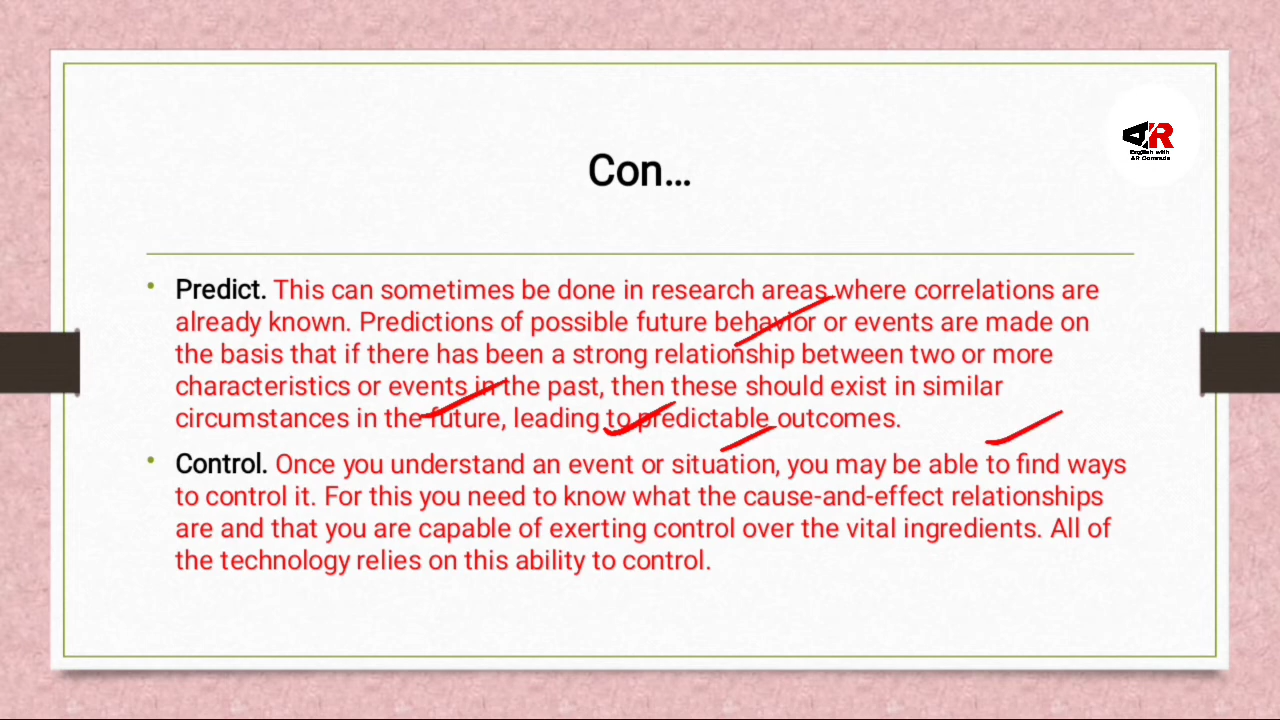 AR
English with
AR Comrade
Con...
• Predict. This can sometimes be done in research areas where correlations are
already known. Predictions of possible future behavior or events are made on
the basis that if there has been a strong relationship between two or more
characteristics or events in the past, then these should exist in similar
circumstances in the future, leading to predictable outcomes.
• Control. Once you understand an event or situation, you may be able to find ways
to control it. For this you need to know what the cause-and-effect relationships
are and that you are capable of exerting control over the vital ingredients. All of
the technology relies on this ability to control.